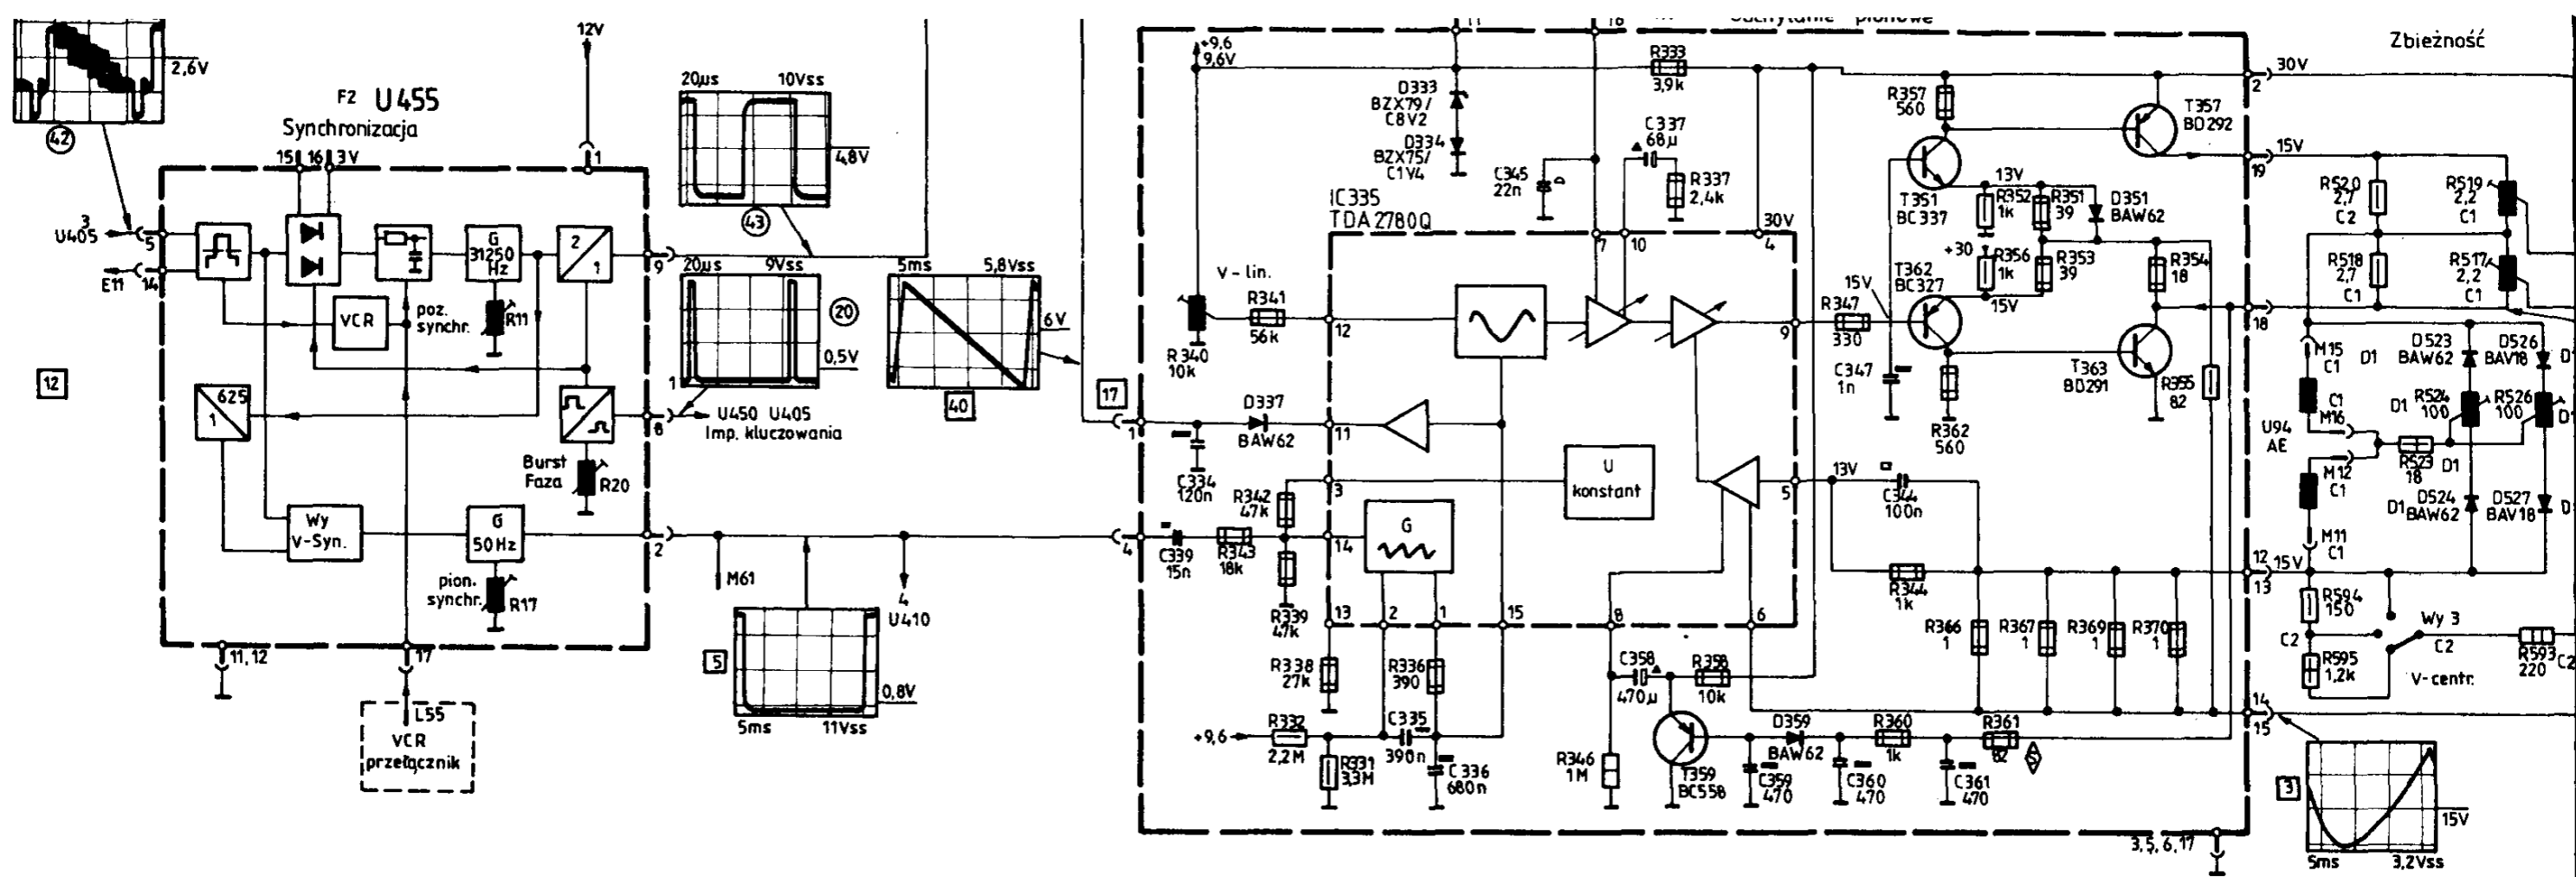 2,6V
42
F2 U455
Synchronizacja
12V
15 16 3V
1
3
U405
5
E11
14
G
31250
Hz
2
1
9
VCR
poz.
synchr.
R11
12
625
1
8
U450 U405
Imp. kluczowania
Burst
Faza
R20
Wy
V-Syn.
G
50Hz
2
pion.
synchr.
R17
11,12
17
L55
VCR
przełącznik
20µs 10Vss
4,8V
43
20µs 9Vss
20
0,5V
1
5ms 5,8Vss
6V
40
M61
4
U410
5
0,8V
5ms 11Vss
17
1
4
+9,6
9,6V
V-lin.
R340
10k
R341
56k
12
D333
BZX79/
C8V2
D334
BZX75/
C1V4
R333
3,9k
C337
68µ
R337
2,4k
C345
22n
IC335
TDA2780Q
7
10
30V
4
9
D337
BAW62
11
C334
120n
R342
47k
3
U
konstant
C339
15n
R343
18k
14
G
R339
47k
13
2
1
15
8
6
5
R338
27k
R336
390
+9,6
R332
2,2M
R331
3,3M
C335
390n
C336
680n
C358
470µ
R358
10k
R346
1M
T359
BC558
D359
BAW62
C359
470
R360
1k
C360
470
R361
82
C361
470
R357
560
T357
BD292
T351
BC337
13V
R352
1k
R351
39
D351
BAW62
+30
R356
1k
R353
39
R354
18
15V
T362
BC327
15V
R347
330
C347
1n
R362
560
T363
BD291
R355
82
13V
C344
100n
R344
1k
R366
1
R367
1
R369
1
R370
1
3,5,6,17
Zbieżność
30V
2
15V
19
18
R520
2,7
C2
R519
2,2
C1
R518
2,7
C1
R517
2,2
C1
M15
C1
D1
D523
BAW62
D526
BAV18
C1
M16
D1
R524
100
R526
100
U94
AE
R523
18
D1
M12
C1
D1
D524
BAW62
D527
BAV18
M11
C1
12
15V
13
R594
150
C2
Wy 3
C2
R595
1,2k
V-centr.
R593
220
C2
14
15
3
15V
5ms 3,2Vss